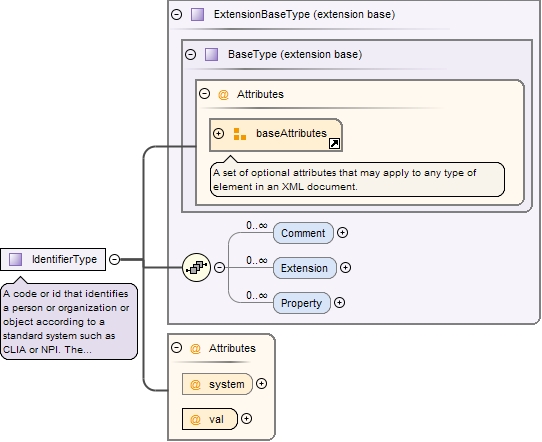 ExtensionBaseType (extension base)
BaseType (extension base)
@ Attributes
baseAttributes
A set of optional attributes that may apply to any type of
element in an XML document.
0..∞
Comment
0..∞
Extension
0..∞
Property
IdentifierType
A code or id that identifies
a person or organization or
object according to a
standard system such as
CLIA or NPI. The...
@ Attributes
@ system
@ val